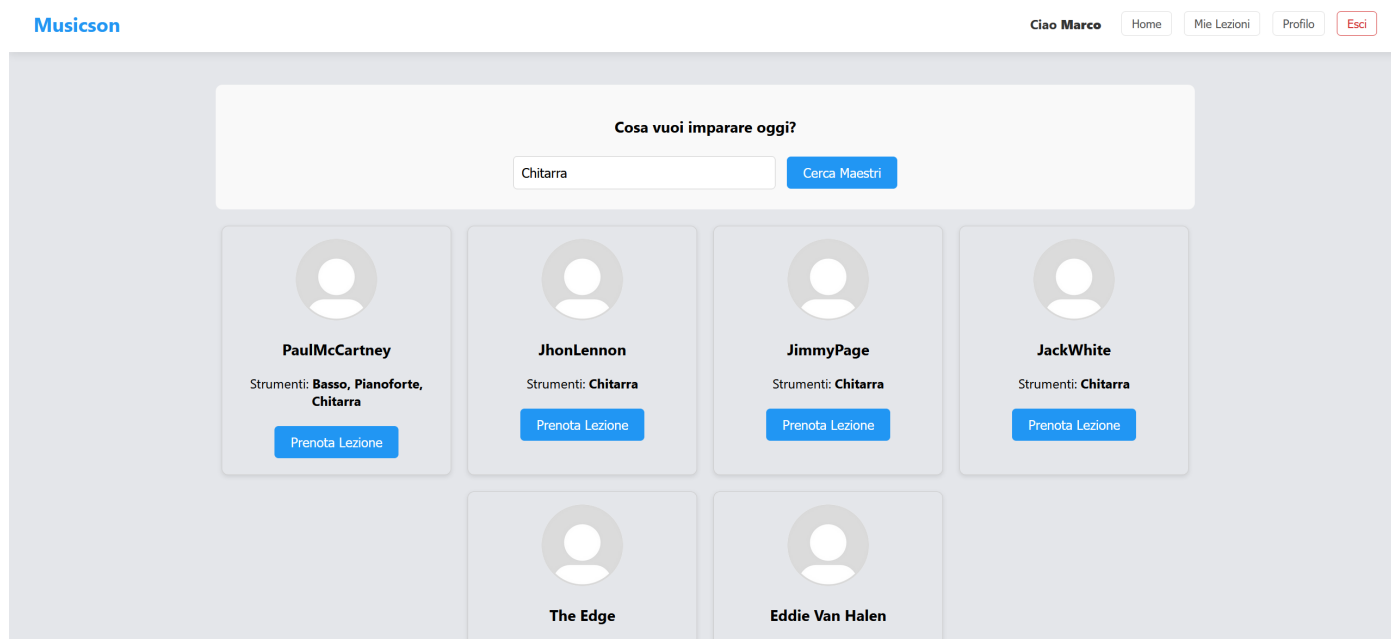 Musicson
Ciao Marco
Home
Mie Lezioni
Profilo
Esci
Cosa vuoi imparare oggi?
Chitarra
Cerca Maestri
PaulMcCartney
Strumenti: Basso, Pianoforte,
Chitarra
Prenota Lezione
JhonLennon
Strumenti: Chitarra
Prenota Lezione
JimmyPage
Strumenti: Chitarra
Prenota Lezione
JackWhite
Strumenti: Chitarra
Prenota Lezione
The Edge
Eddie Van Halen